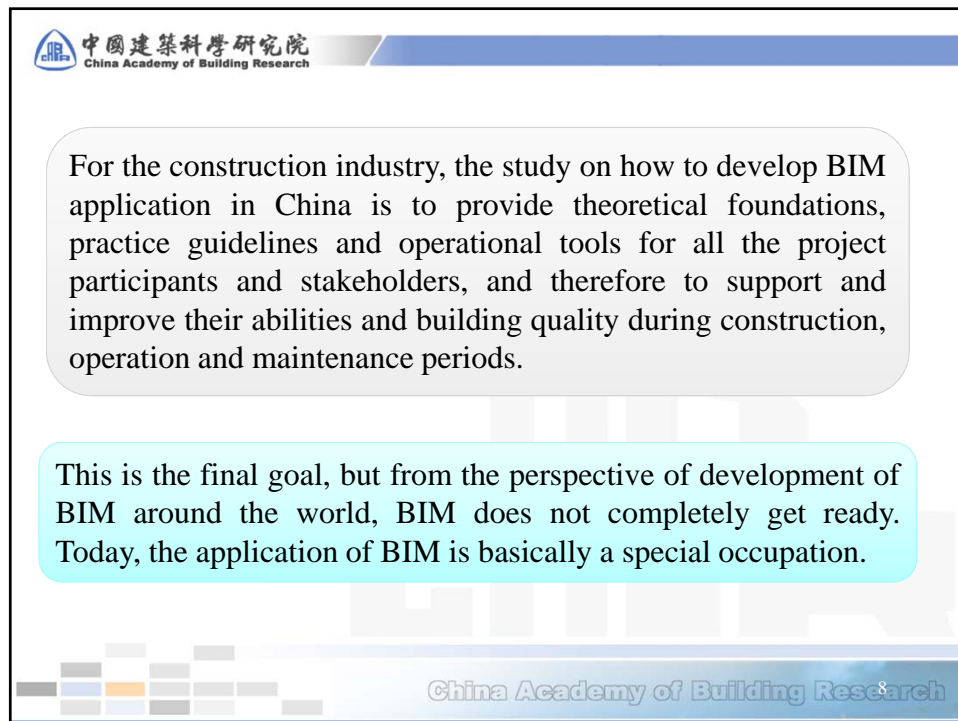 中國建築科學研究院
China Academy of Building Research
For the construction industry, the study on how to develop BIM
application in China is to provide theoretical foundations,
practice guidelines and operational tools for all the project
participants and stakeholders, and therefore to support and
improve their abilities and building quality during construction,
operation and maintenance periods.
This is the final goal, but from the perspective of development of
BIM around the world, BIM does not completely get ready.
Today, the application of BIM is basically a special occupation.
China Academy of Building Research
8